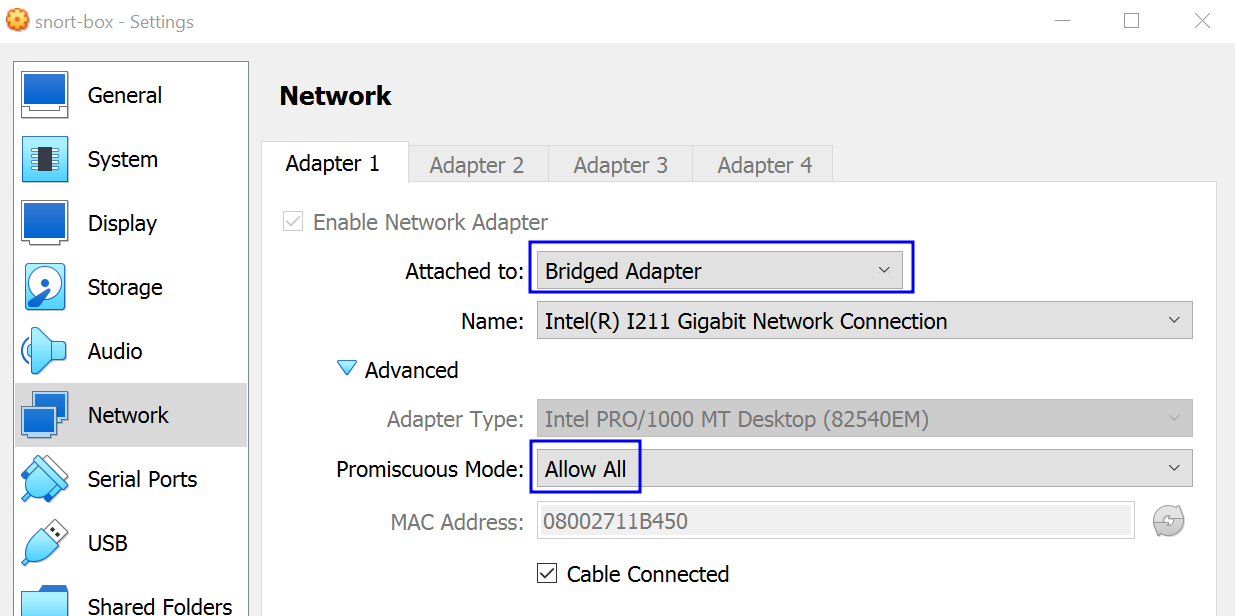 snort-box - Settings
General
System
Display
Storage
Audio
Network
Serial Ports
USB
Shared Folders
Network
Adapter 1 Adapter 2 Adapter 3 Adapter 4
Enable Network Adapter
Attached to: Bridged Adapter
Name: Intel(R) I211 Gigabit Network Connection
Advanced
Adapter Type: Intel PRO/1000 MT Desktop (82540EM)
Promiscuous Mode: Allow All
MAC Address: 08002711B450
Cable Connected